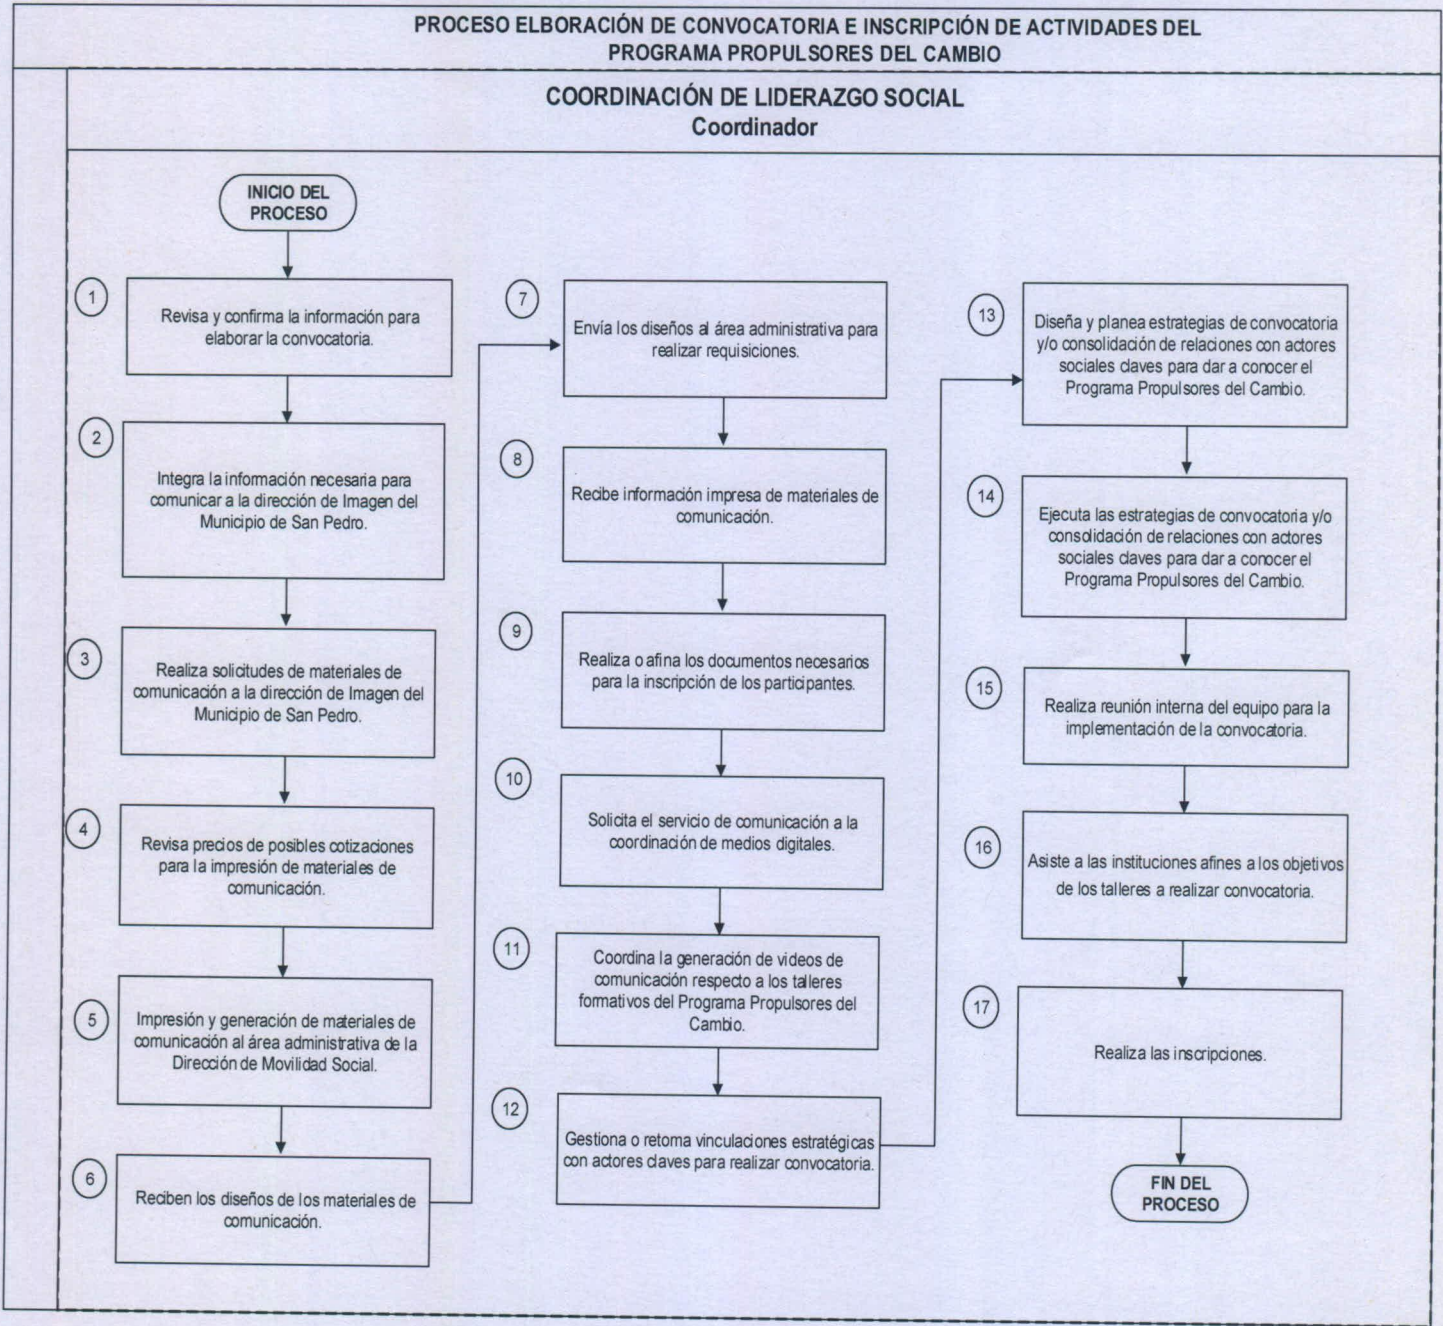 PROCESO ELBORACIÓN DE CONVOCATORIA E INSCRIPCIÓN DE ACTIVIDADES DEL
PROGRAMA PROPULSORES DEL CAMBIO
COORDINACIÓN DE LIDERAZGO SOCIAL
Coordinador
INICIO DEL
PROCESO
1
Revisa y confirma la información para
elaborar la convocatoria.
2
Integra la información necesaria para
comunicar a la dirección de Imagen del
Municipio de San Pedro.
3
Realiza solicitudes de materiales de
comunicación a la dirección de Imagen del
Municipio de San Pedro.
4
Revisa precios de posibles cotizaciones
para la impresión de materiales de
comunicación.
5
Impresión y generación de materiales de
comunicación al área administrativa de la
Dirección de Movilidad Social.
6
Reciben los diseños de los materiales de
comunicación.
7
Envía los diseños al área administrativa para
realizar requisiciones.
8
Recibe información impresa de materiales de
comunicación.
9
Realiza o afina los documentos necesarios
para la inscripción de los participantes.
10
Solicita el servicio de comunicación a la
coordinación de medios digitales.
11
Coordina la generación de videos de
comunicación respecto a los talleres
formativos del Programa Propulsores del
Cambio.
12
Gestiona o retoma vinculaciones estratégicas
con actores claves para realizar convocatoria.
13
Diseña y planea estrategias de convocatoria
y/o consolidación de relaciones con actores
sociales claves para dar a conocer el
Programa Propulsores del Cambio.
14
Ejecuta las estrategias de convocatoria y/o
consolidación de relaciones con actores
sociales claves para dar a conocer el
Programa Propulsores del Cambio.
15
Realiza reunión interna del equipo para la
implementación de la convocatoria.
16
Asiste a las instituciones afines a los objetivos
de los talleres a realizar convocatoria.
17
Realiza las inscripciones.
FIN DEL
PROCESO